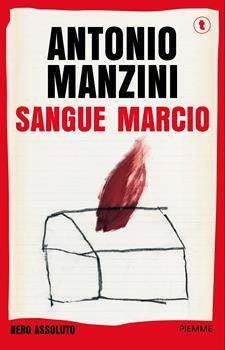 ANTONIO
MANZINI
SANGUE MARCIO
t
NERO ASSOLUTO
PIEMME